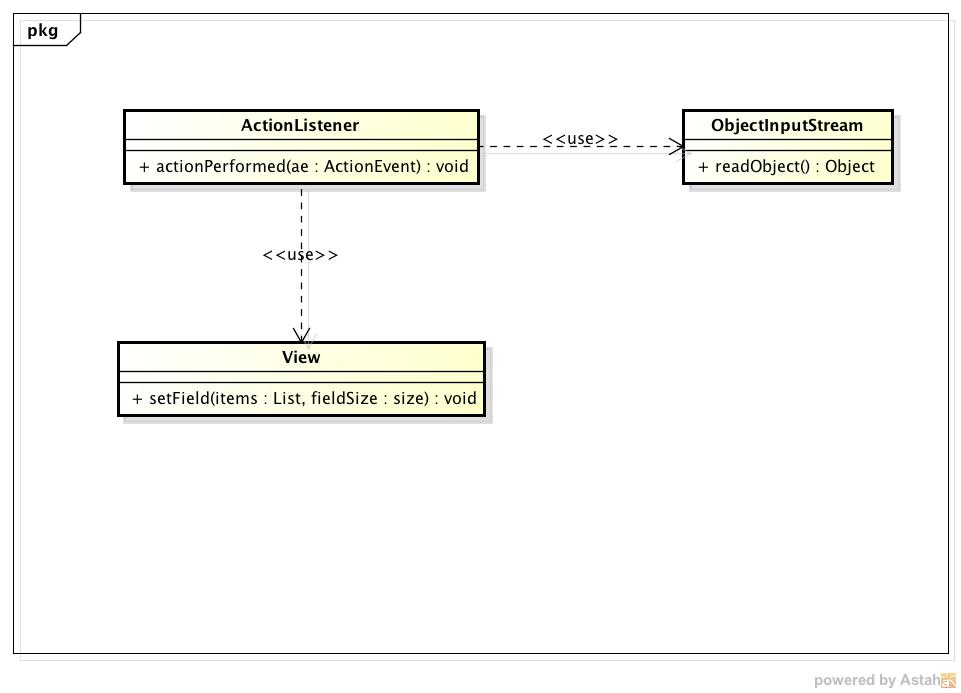 pkg
ActionListener
+ actionPerformed(ae : ActionEvent) : void
<<use>>
ObjectInputStream
+ readObject() : Object
<<use>>
View
+ setField(items : List, fieldSize : size) : void
powered by Astah